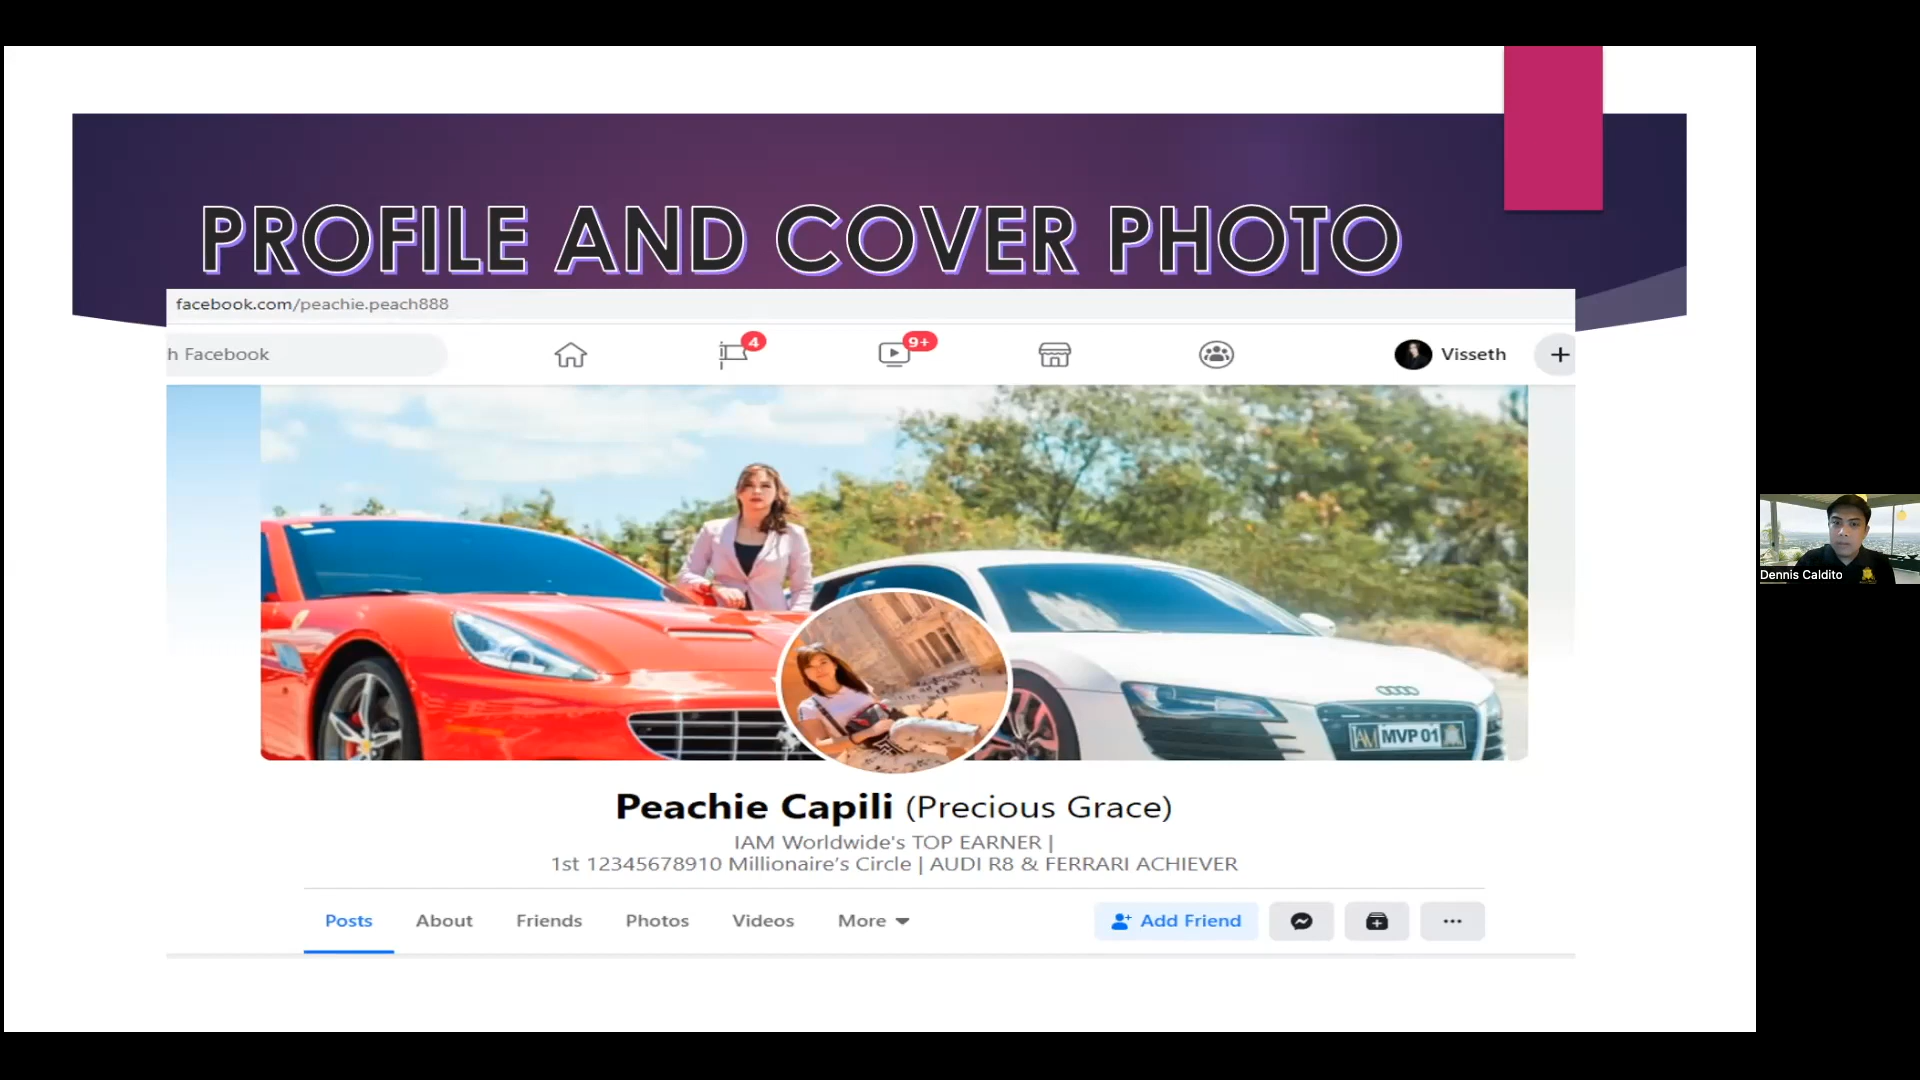 PROFILE AND COVER PHOTO
facebook.com/peachie.peach888
h Facebook
4
9+
Visseth
MVP 01
Peachie Capili (Precious Grace)
IAM Worldwide's TOP EARNER |
1st 12345678910 Millionaire's Circle | AUDI R8 & FERRARI ACHIEVER
Posts
About
Friends
Photos
Videos
More
Add Friend
Dennis Caldito